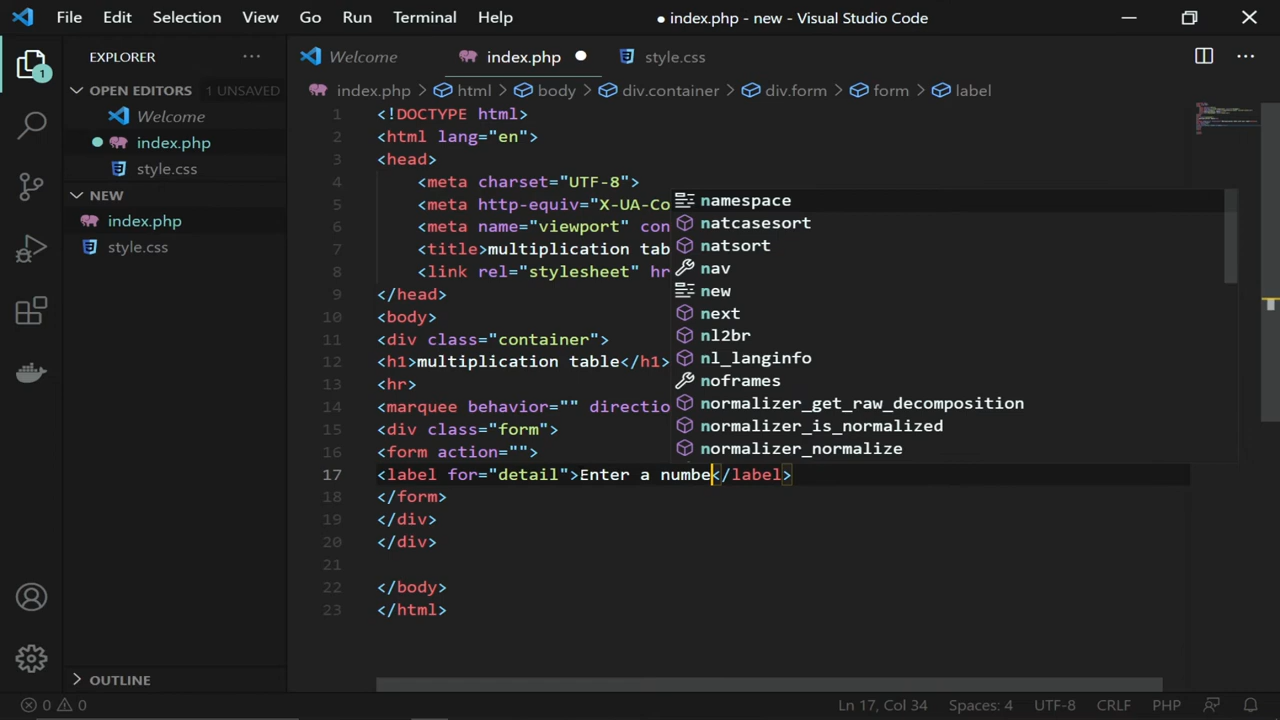 File Edit Selection View Go Run Terminal Help ● index.php - new - Visual Studio Code
EXPLORER ···
Welcome index.php style.css
OPEN EDITORS 1 UNSAVED
index.php > html > body > div.container > div.form > form > label
Welcome
index.php
style.css
NEW
index.php
style.css
1 <!DOCTYPE html>
2 <html lang="en">
3 <head>
4 <meta charset="UTF-8">
5 <meta http-equiv="X-UA-Co
6 <meta name="viewport" con
7 <title>multiplication tab
8 <link rel="stylesheet" hr
9 </head>
10 <body>
11 <div class="container">
12 <h1>multiplication table</h1>
13 <hr>
14 <marquee behavior="" directio
15 <div class="form">
16 <form action="">
17 <label for="detail">Enter a numbe</label>
18 </form>
19 </div>
20 </div>
21
22 </body>
23 </html>
namespace
natcasesort
natsort
nav
new
next
nl2br
nl_langinfo
noframes
normalizer_get_raw_decomposition
normalizer_is_normalized
normalizer_normalize
1
OUTLINE
0 0 Ln 17, Col 34 Spaces: 4 UTF-8 CRLF PHP